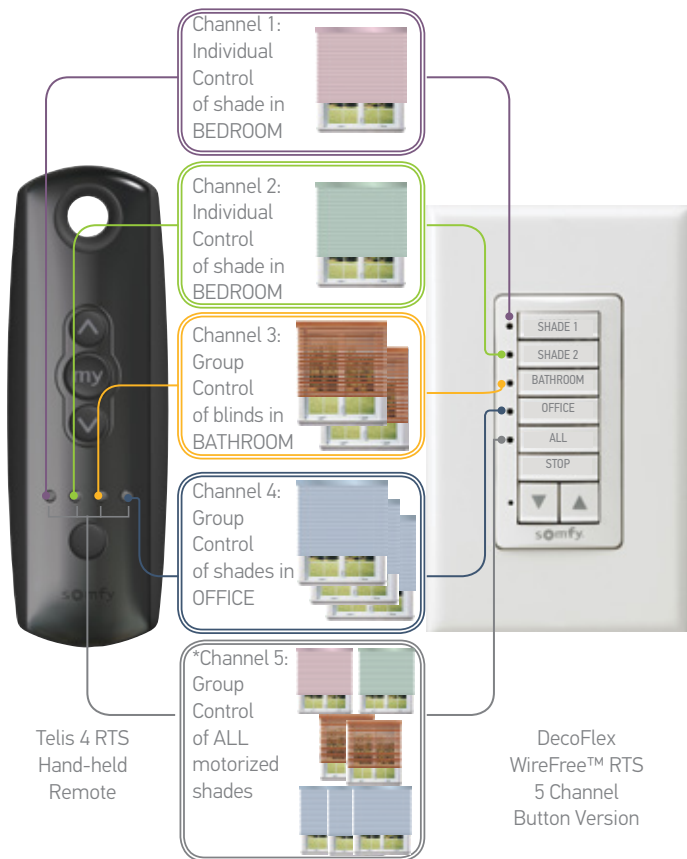 Channel 1:
Individual
Control
of shade in
BEDROOM
Channel 2:
Individual
Control
of shade in
BEDROOM
Channel 3:
Group
Control
of blinds in
BATHROOM
Channel 4:
Group
Control
of shades in
OFFICE
*Channel 5:
Group
Control
of ALL
motorized
shades
my
somfy
Telis 4 RTS
Hand-held
Remote
SHADE 1
SHADE 2
BATHROOM
OFFICE
ALL
STOP
somfy.
DecoFlex
WireFree™ RTS
5 Channel
Button Version